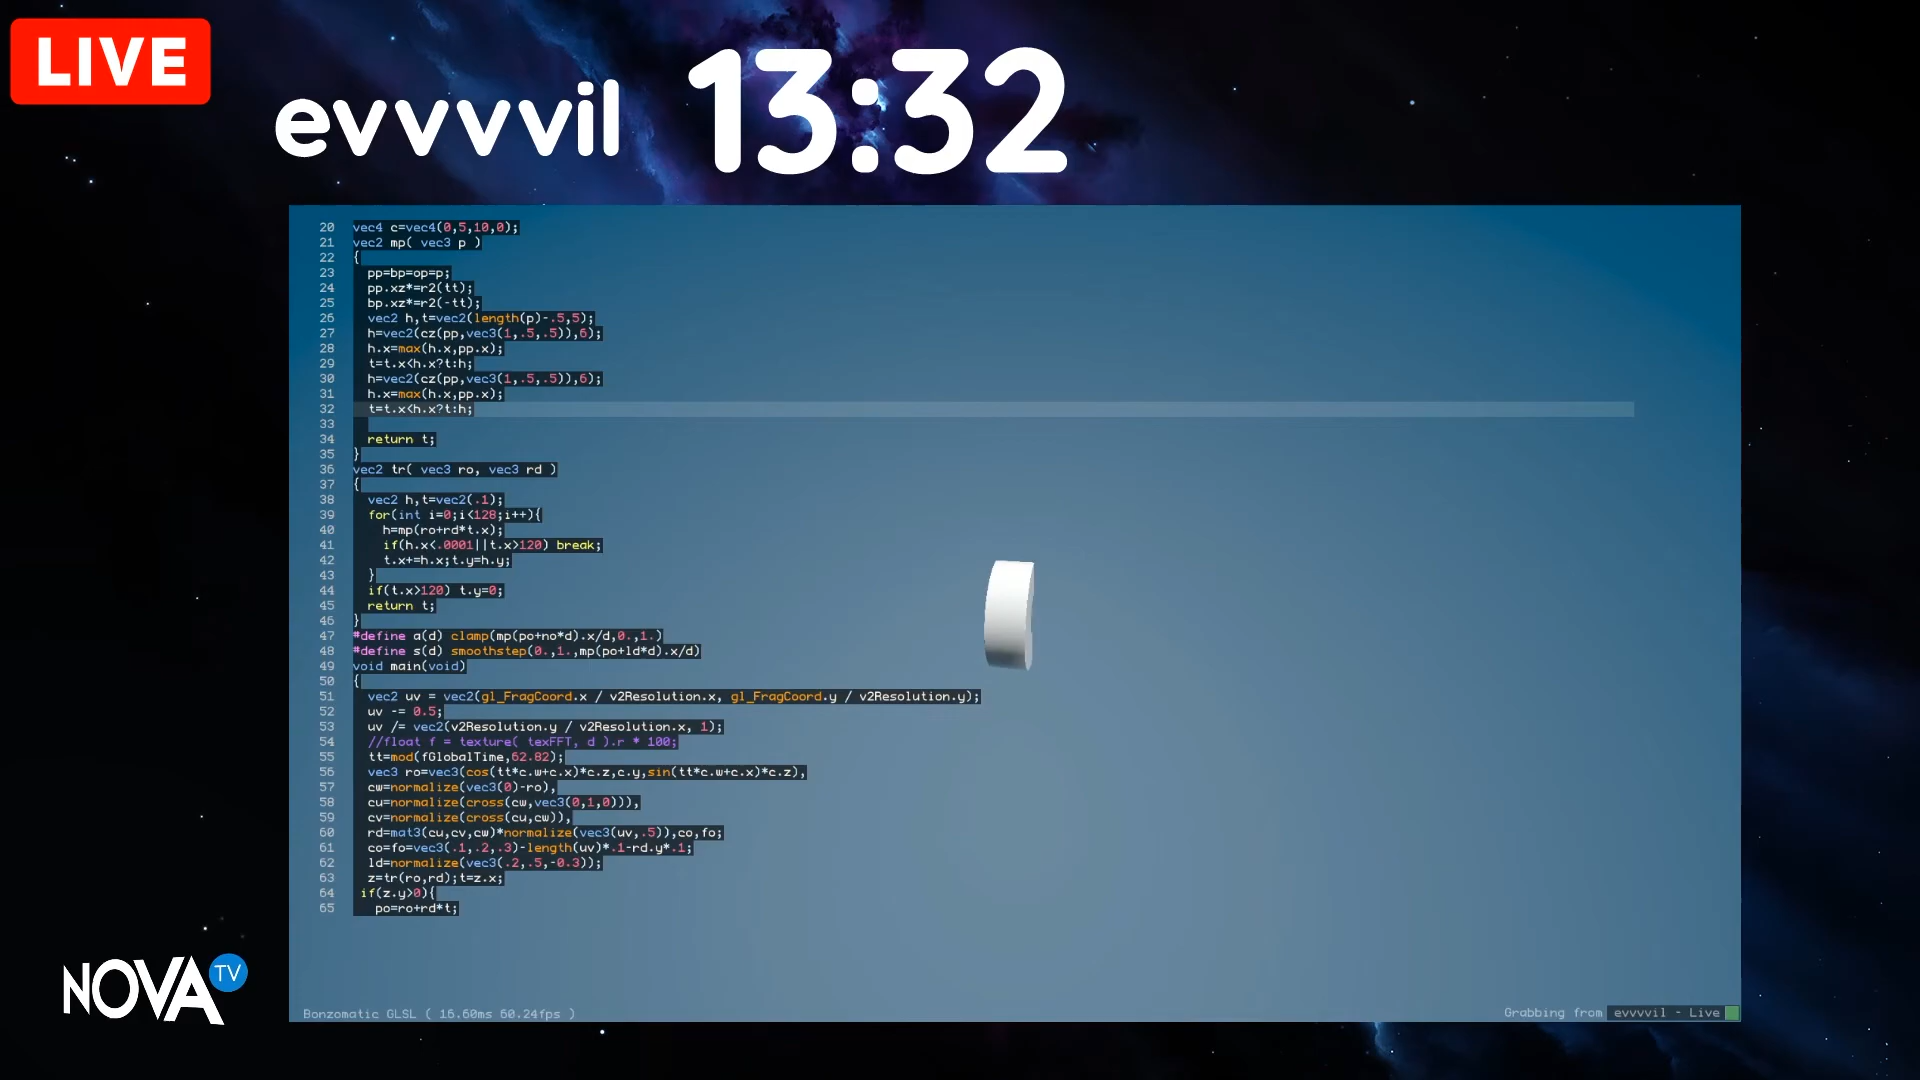 LIVE
evvvvil 13:32
20 vec4 c=vec4(0,5,10,0);
21 vec2 mp( vec3 p )
22 {
23 pp=bp=op=p;
24 pp.xz*=r2(tt);
25 bp.xz*=r2(-tt);
26 vec2 h,t=vec2(length(p)-.5,5);
27 h=vec2(cz(pp,vec3(1,.5,.5)),6);
28 h.x=max(h.x,pp.x);
29 t=t.x<h.x?t:h;
30 h=vec2(cz(pp,vec3(1,.5,.5)),6);
31 h.x=max(h.x,pp.x);
32 t=t.x<h.x?t:h;
33
34 return t;
35 }
36 vec2 tr( vec3 ro, vec3 rd )
37 {
38 vec2 h,t=vec2(.1);
39 for(int i=0;i<128;i++){
40 h=mp(ro+rd*t.x);
41 if(h.x<.0001||t.x>120) break;
42 t.x+=h.x;t.y=h.y;
43 }
44 if(t.x>120) t.y=0;
45 return t;
46 }
47 #define a(d) clamp(mp(po+no*d).x/d,0.,1.)
48 #define s(d) smoothstep(0.,1.,mp(po+ld*d).x/d)
49 void main(void)
50 {
51 vec2 uv = vec2(gl_FragCoord.x / v2Resolution.x, gl_FragCoord.y / v2Resolution.y);
52 uv -= 0.5;
53 uv /= vec2(v2Resolution.y / v2Resolution.x, 1);
54 //float f = texture( texFFT, d ).r * 100;
55 tt=mod(fGlobalTime,62.82);
56 vec3 ro=vec3(cos(tt*c.w+c.x)*c.z,c.y,sin(tt*c.w+c.x)*c.z),
57 cw=normalize(vec3(0)-ro),
58 cu=normalize(cross(cw,vec3(0,1,0))),
59 cv=normalize(cross(cu,cw)),
60 rd=mat3(cu,cv,cw)*normalize(vec3(uv,.5)),co,fo;
61 co=fo=vec3(.1,.2,.3)-length(uv)*.1-rd.y*.1;
62 ld=normalize(vec3(.2,.5,-0.3));
63 z=tr(ro,rd);t=z.x;
64 if(z.y>0){
65 po=ro+rd*t;
NOVA TV
Bonzomatic GLSL ( 16.60ms 60.24fps )
Grabbing from evvvvil - Live